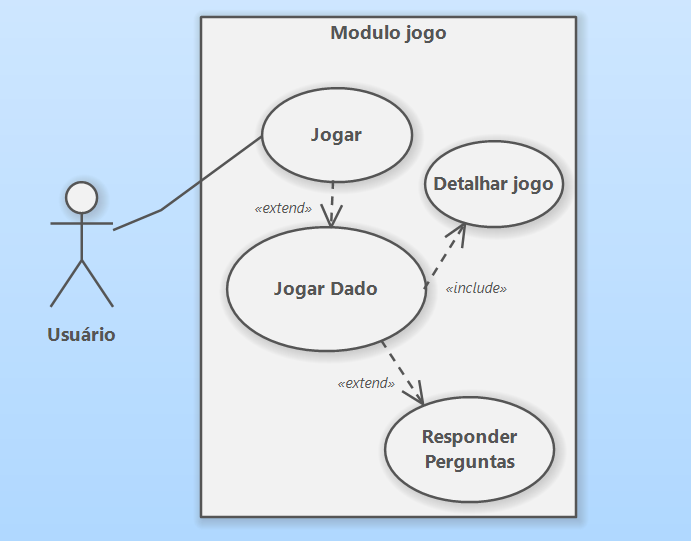 Modulo jogo
Jogar
Detalhar jogo
«extend»
Jogar Dado
«include»
Usuário
«extend»
Responder
Perguntas